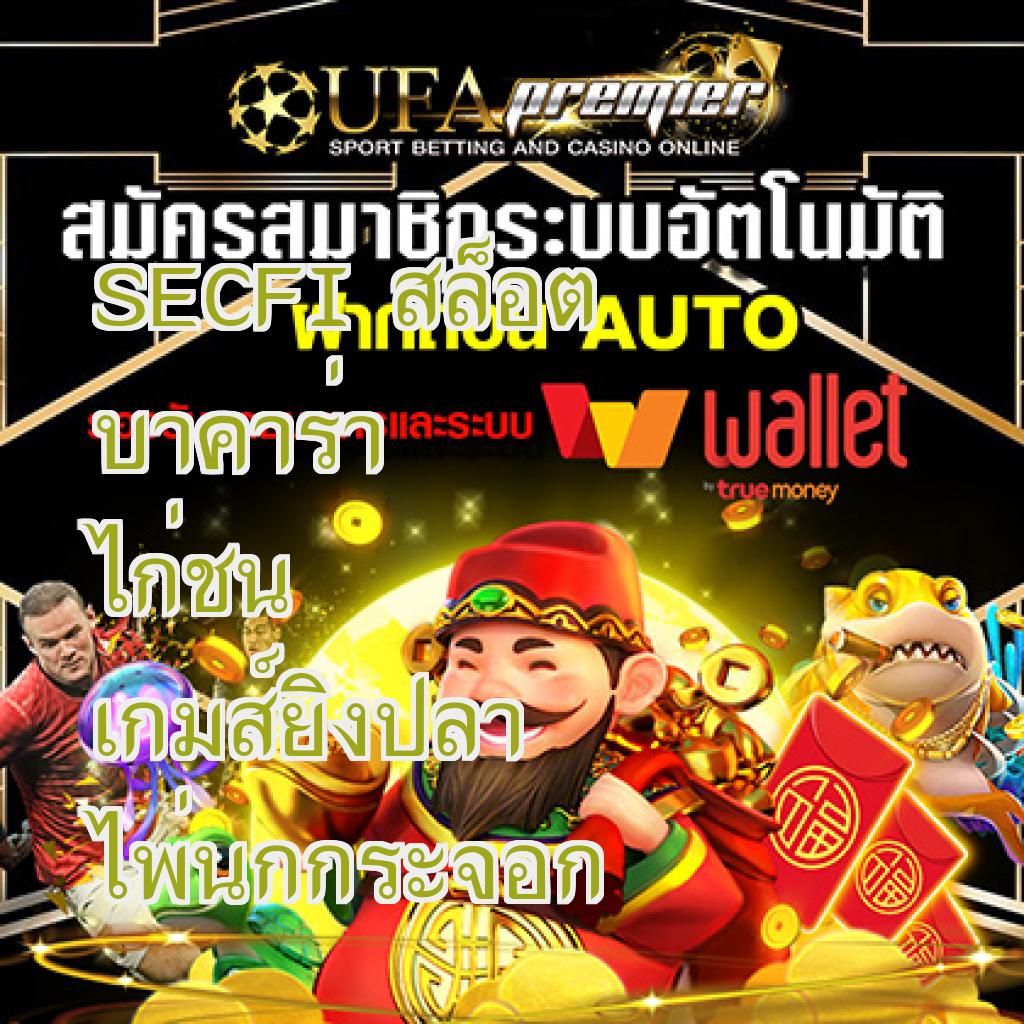 UFA premier
SPORT BETTING AND CASINO ONLINE
สมัครสมาชิกระบบอัตโนมัติ
SECFI สล็อต
AUTO
บาคาร่า
และระบบ
wallet
by true money
ไก่ชน
เกมส์ยิงปลา
ไพ่นกกระจอก
福
福